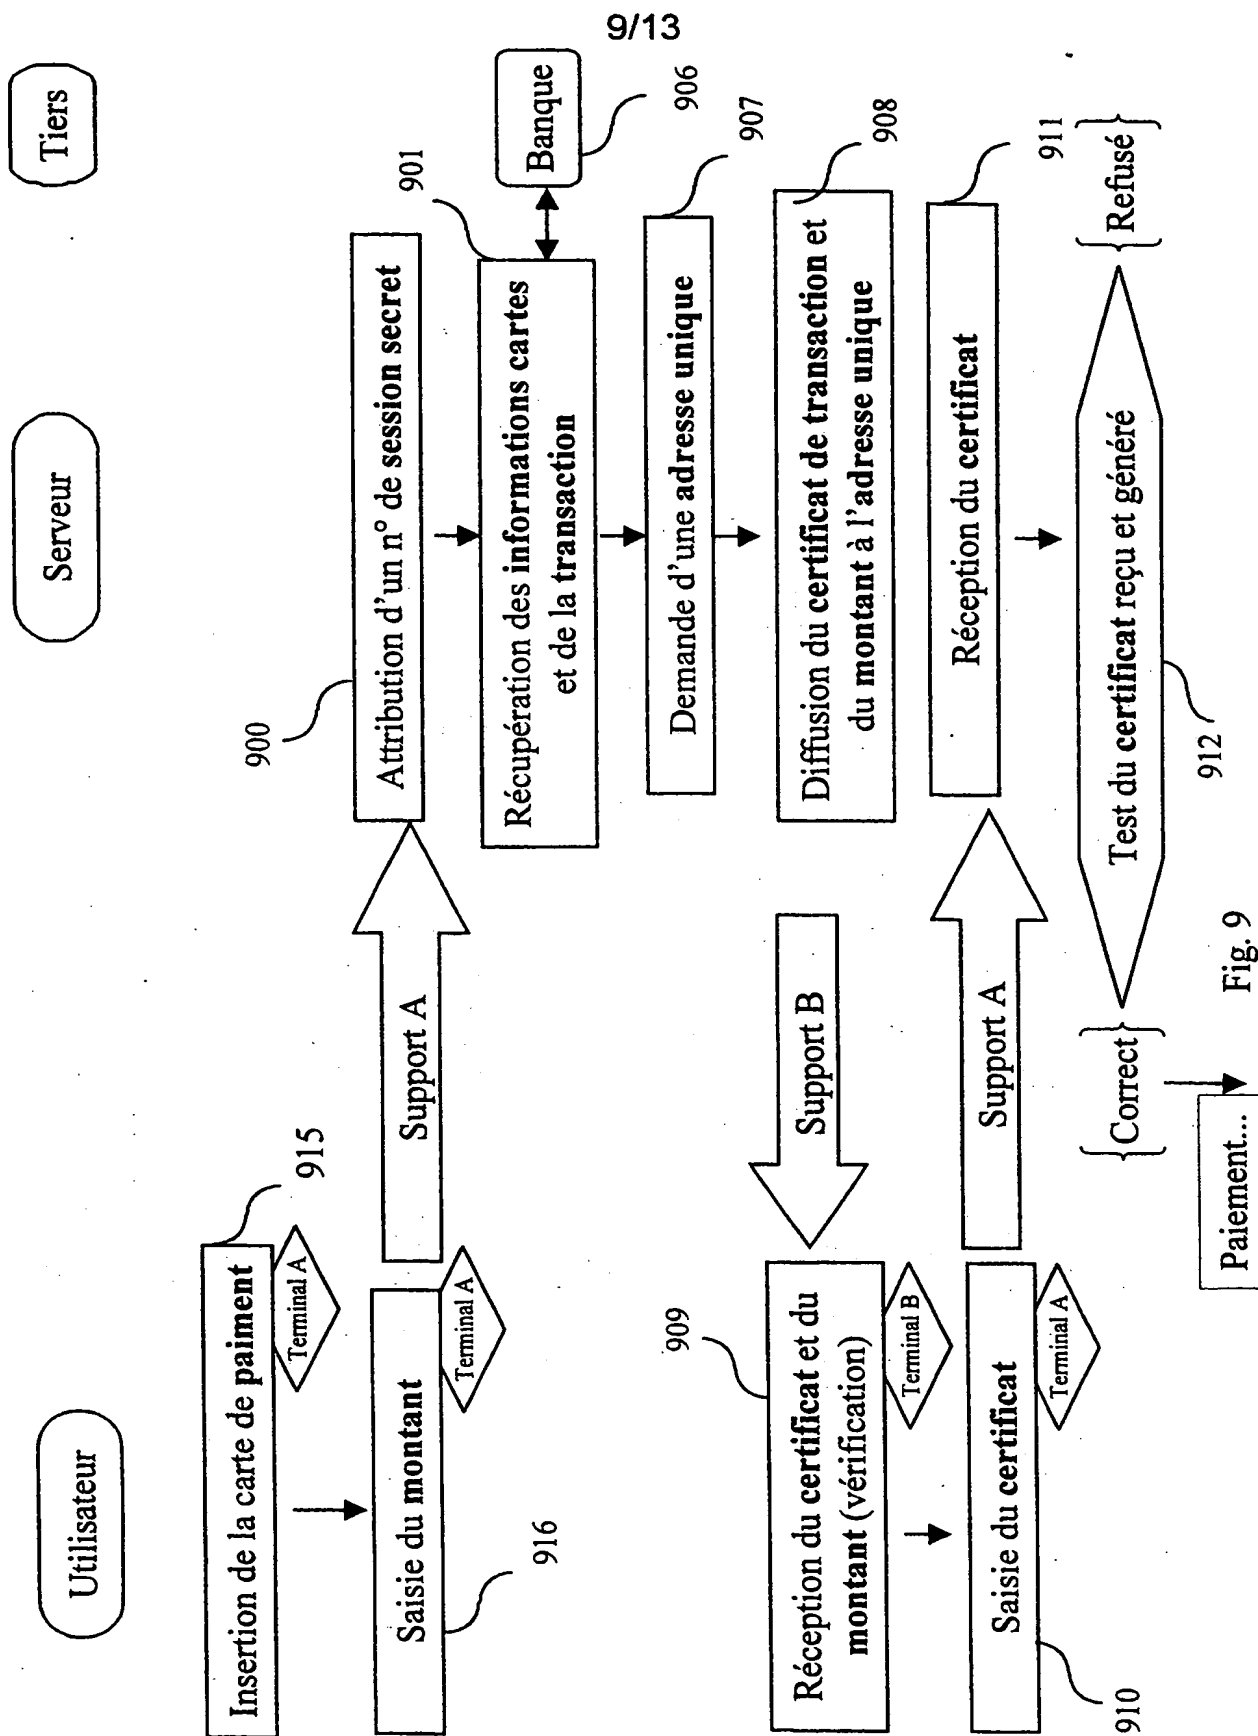 9/13
Utilisateur
Serveur
Tiers
Insertion de la carte de paiment
915
Terminal A
Saisie du montant
916
Terminal A
Support A
900
Attribution d'un n° de session secret
901
Récupération des informations cartes
et de la transaction
Banque
906
Demande d'une adresse unique
907
Diffusion du certificat de transaction et
du montant à l'adresse unique
908
Support B
909
Réception du certificat et du
montant (vérification)
Terminal B
Saisie du certificat
910
Terminal A
Support A
Réception du certificat
911
Test du certificat reçu et généré
912
Refusé
Correct
Paiement...
Fig. 9